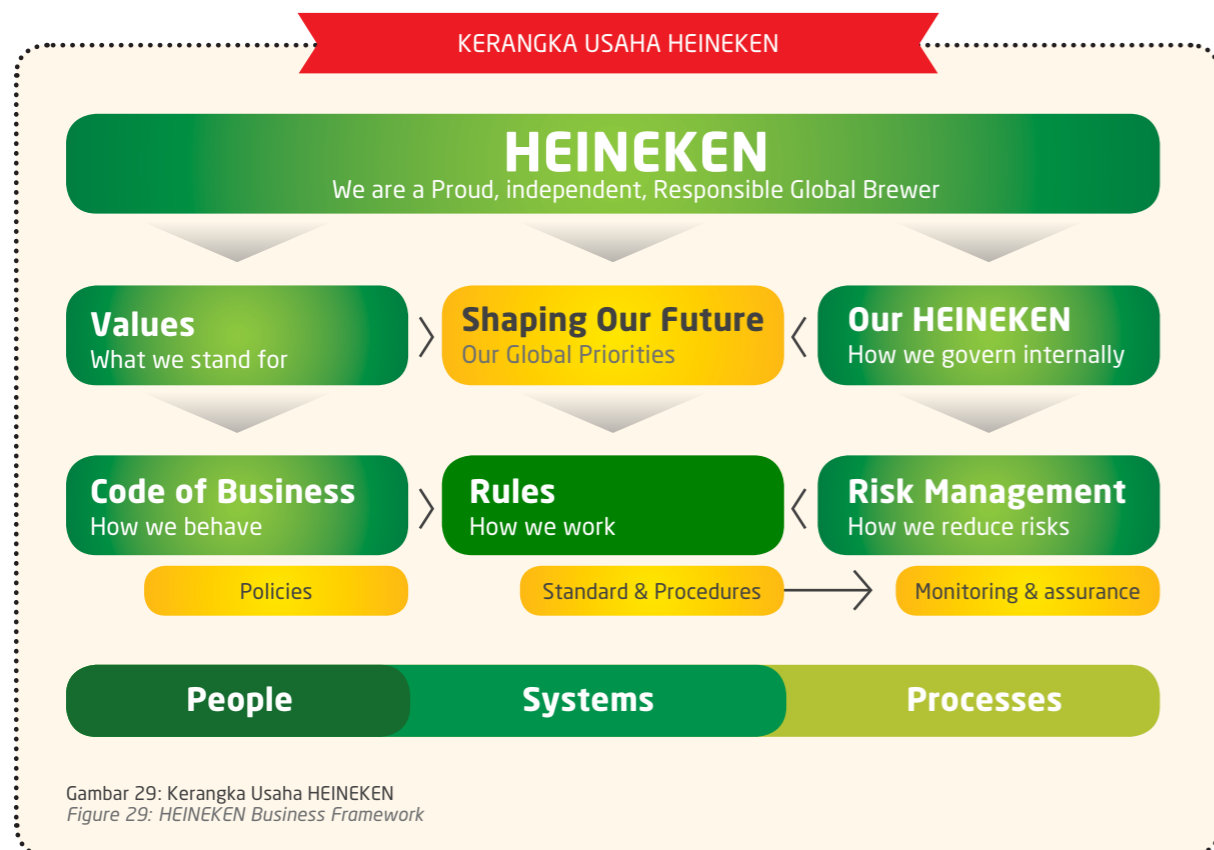 KERANGKA USAHA HEINEKEN
HEINEKEN
We are a Proud, independent, Responsible Global Brewer
Values
What we stand for
Shaping Our Future
Our Global Priorities
Our HEINEKEN
How we govern internally
Code of Business
How we behave
Rules
How we work
Risk Management
How we reduce risks
Policies
Standard & Procedures
Monitoring & assurance
People
Systems
Processes
Gambar 29: Kerangka Usaha HEINEKEN
Figure 29: HEINEKEN Business Framework